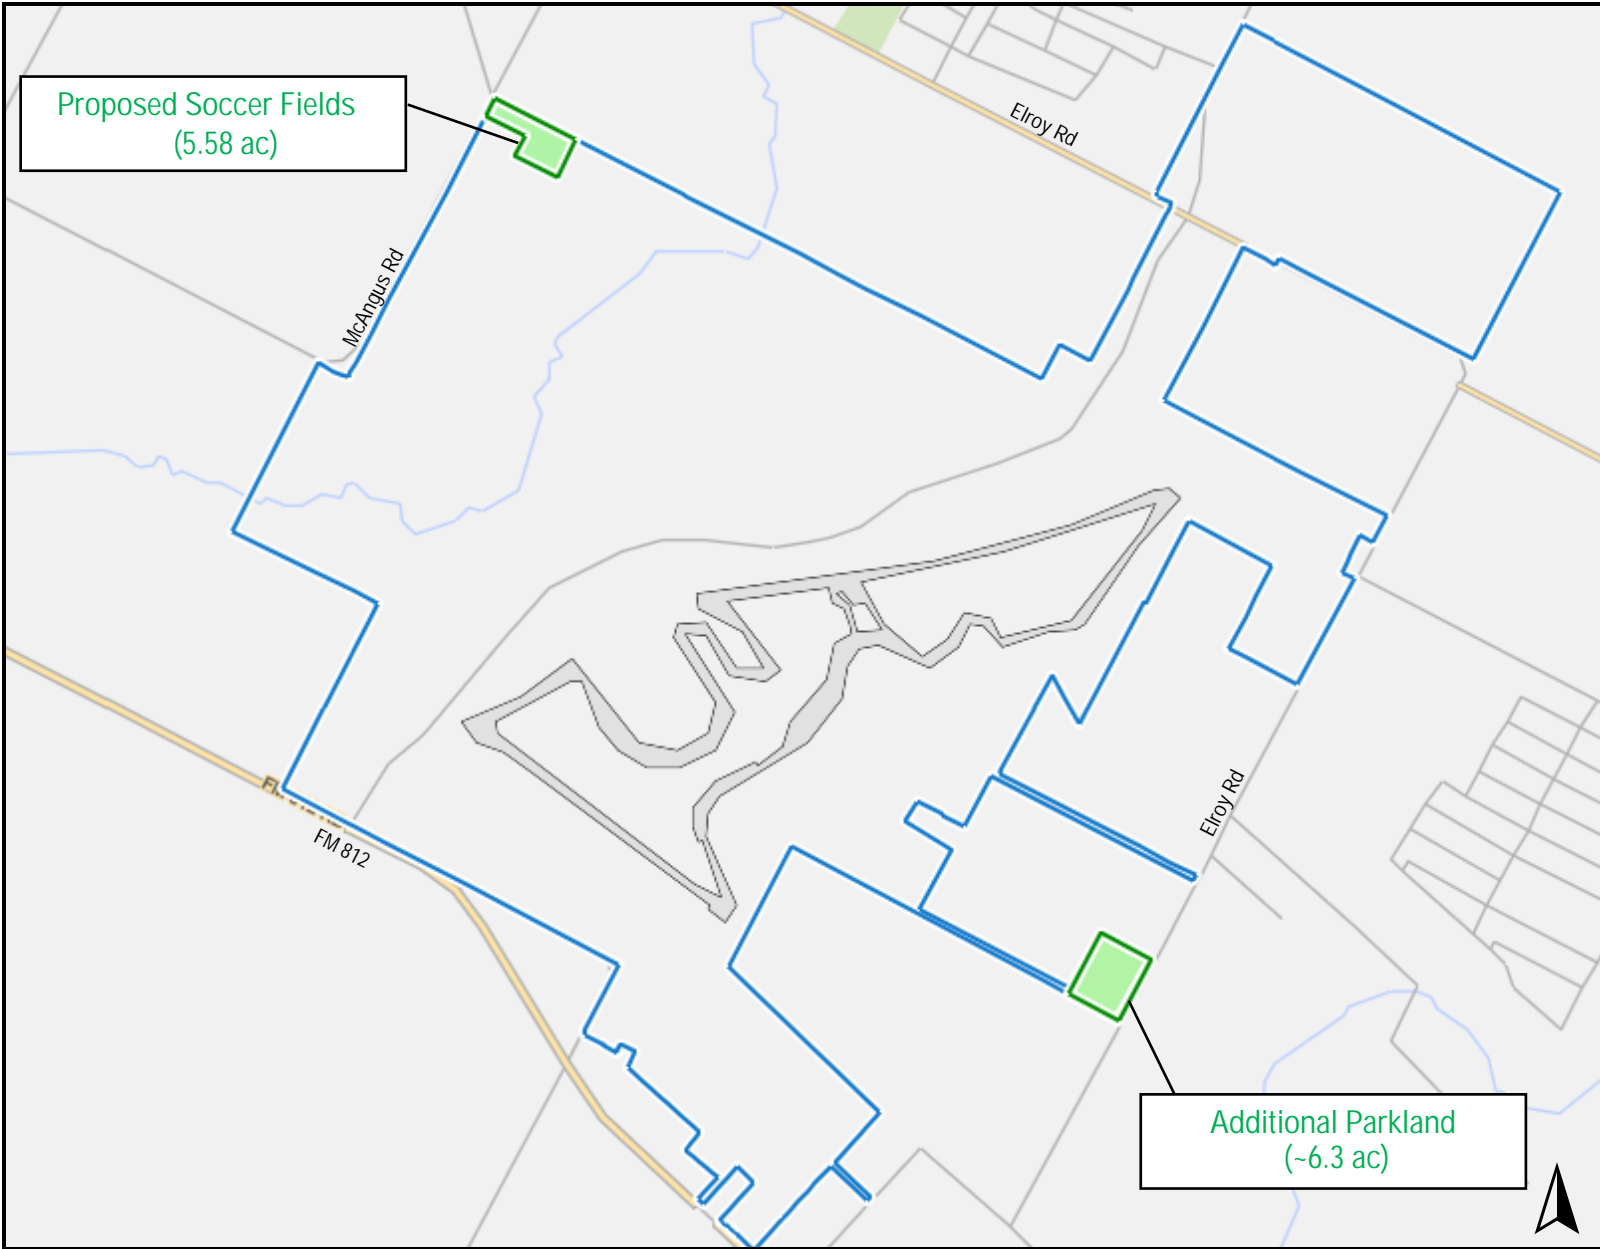 Elroy Rd
Proposed Soccer Fields
(5.58 ac)
McAngus Rd
FM 812
Elroy Rd
Additional Parkland
(~6.3 ac)